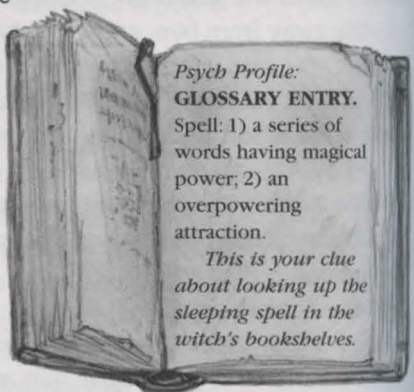 Psych Profile:
GLOSSARY ENTRY.
Spell: 1) a series of
words having magical
power; 2) an
overpowering
attraction.
This is your clue
about looking up the
sleeping spell in the
witch's bookshelves.